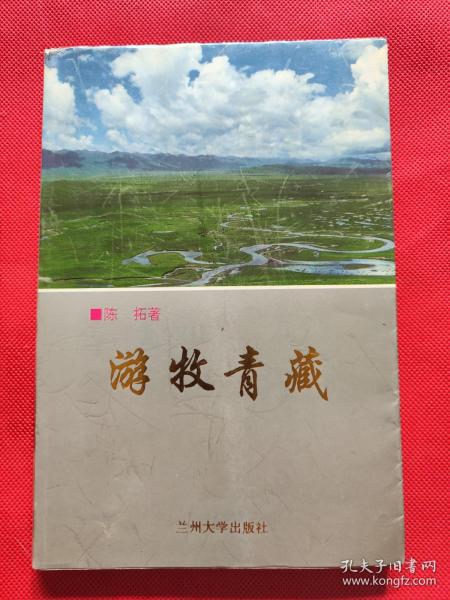 ■陈 拓著
游牧青藏
兰州大学出版社
孔夫子旧书网
www.kongfz.com